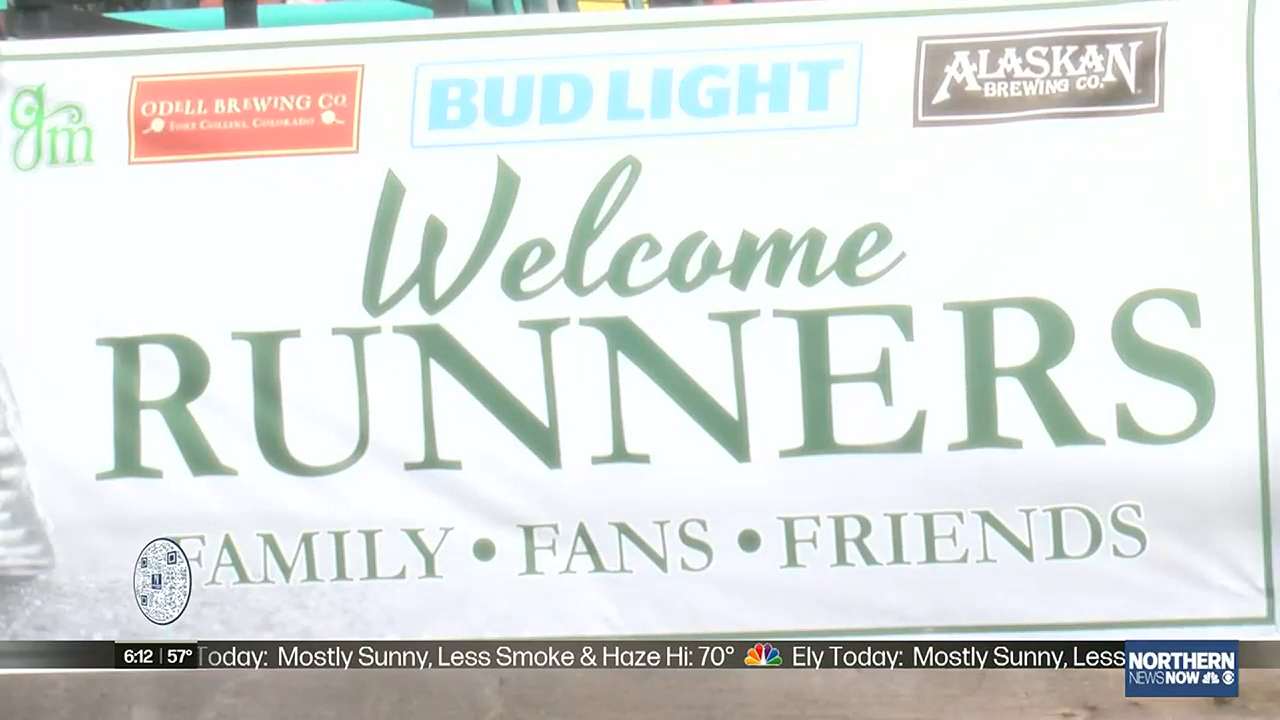 gm
ODELL BREWING CO.
FORT COLLINS, COLORADO
BUD LIGHT
ALASKAN
BREWING CO.
Welcome
RUNNERS
FAMILY • FANS • FRIENDS
6:12 57° Today: Mostly Sunny, Less Smoke & Haze Hi: 70° Ely Today: Mostly Sunny, Less
NORTHERN
NEWS NOW